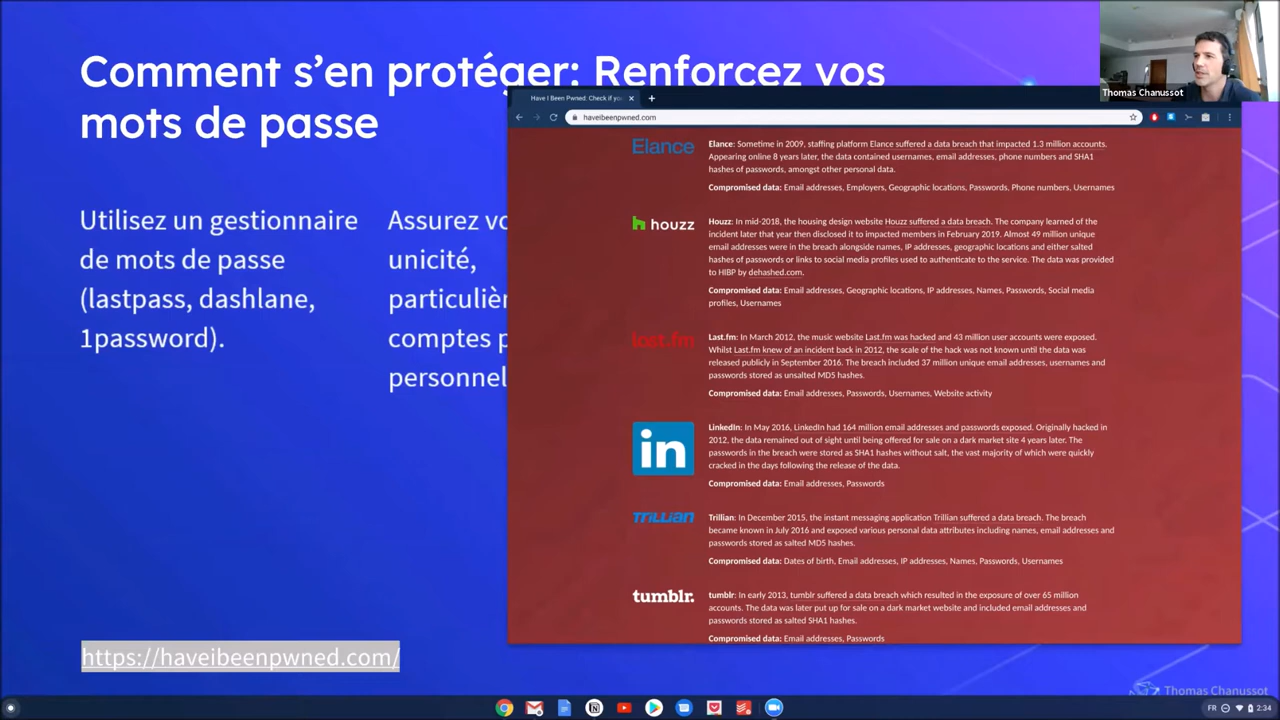 Comment s’en protéger: Renforcez vos
mots de passe
Utilisez un gestionnaire
de mots de passe
(lastpass, dashlane,
1password).
Assurez
unicité,
comptes
https://haveibeenpwned.com/
Thomas Chanussot
Have I Been Pwned: Check if
haveibeenpwned.com
Elance
Elance: Sometime in 2009, staffing platform Elance suffered a data breach that impacted 1.3 million accounts.
Appearing online 8 years later, the data contained usernames, email addresses, phone numbers and SHA1
hashes of passwords, amongst other personal data.
Compromised data: Email addresses, Employers, Geographic locations, Passwords, Phone numbers, Usernames
houzz
Houzz: In mid-2018, the housing design website Houzz suffered a data breach. The company learned of the
incident later that year then disclosed it to impacted members in February 2019. Almost 49 million unique
email addresses were in the breach alongside names, IP addresses, geographic locations and either salted
hashes of passwords or links to social media profiles used to authenticate to the service. The data was provided
to HIBP by dehashed.com.
Compromised data: Email addresses, Geographic locations, IP addresses, Names, Passwords, Social media
profiles, Usernames
last.fm
Last.fm: In March 2012, the music website Last.fm was hacked and 43 million user accounts were exposed.
Whilst Last.fm knew of an incident back in 2012, the scale of the hack was not known until the data was
released publicly in September 2016. The breach included 37 million unique email addresses, usernames and
passwords stored as unsalted MD5 hashes.
Compromised data: Email addresses, Passwords, Usernames, Website activity
in
LinkedIn: In May 2016, LinkedIn had 164 million email addresses and passwords exposed. Originally hacked in
2012, the data remained out of sight until being offered for sale on a dark market site 4 years later. The
passwords in the breach were stored as SHA1 hashes without salt, the vast majority of which were quickly
cracked in the days following the release of the data.
Compromised data: Email addresses, Passwords
TRILLIAN
Trillian: In December 2015, the instant messaging application Trillian suffered a data breach. The breach
became known in July 2016 and exposed various personal data attributes including names, email addresses and
passwords stored as salted MD5 hashes.
Compromised data: Dates of birth, Email addresses, IP addresses, Names, Passwords, Usernames
tumblr.
tumblr: In early 2013, tumblr suffered a data breach which resulted in the exposure of over 65 million
accounts. The data was later put up for sale on a dark market website and included email addresses and
passwords stored as salted SHA1 hashes.
Compromised data: Email addresses, Passwords
Thomas Chanussot
FR 2:34